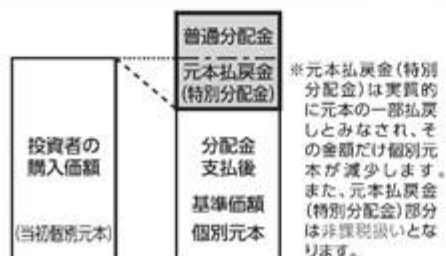 普通分配金
元本払戻金
(特別分配金)
投資者の
購入価額
(当初個別元本)
分配金
支払後
基準価額
個別元本
※元本払戻金(特別
分配金)は実質的
に元本の一部払戻
しとみなされ、そ
の金額だけ個別元
本が減少します。
また、元本払戻金
(特別分配金)部分
は非課税扱いとな
ります。